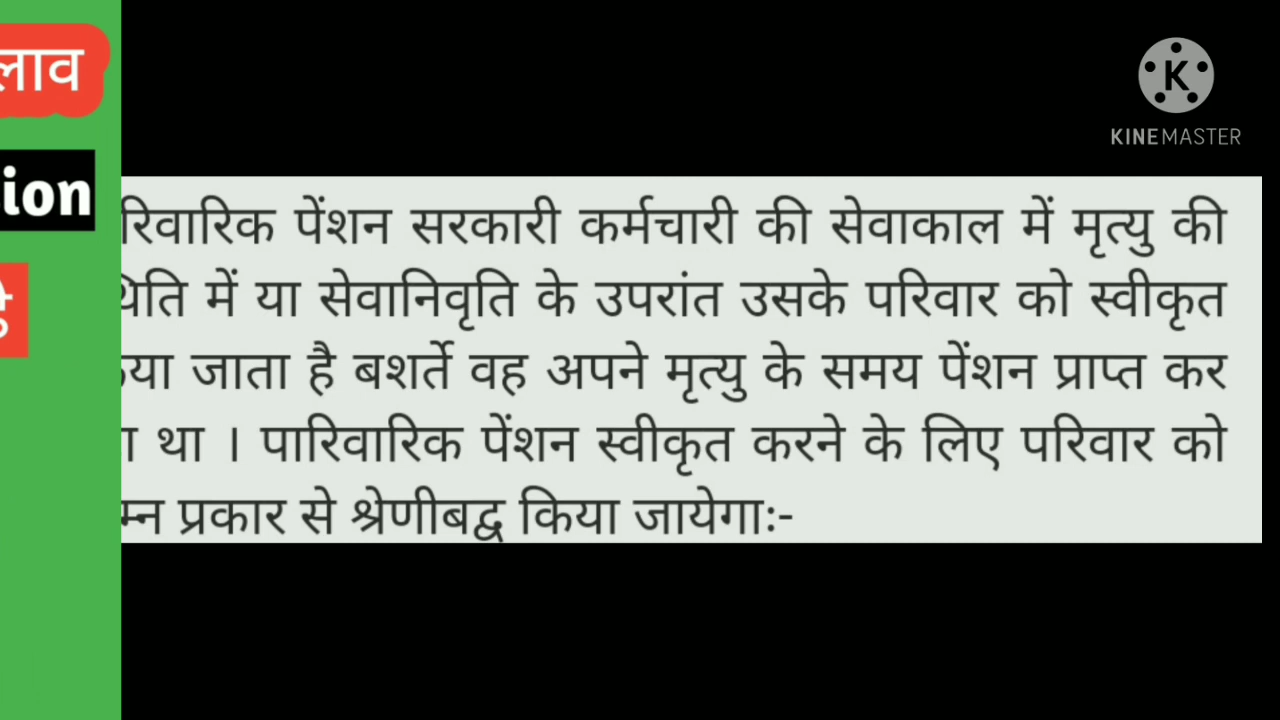 लाव
tion
रिवारिक पेंशन सरकारी कर्मचारी की सेवाकाल में मृत्यु की
थिति में या सेवानिवृति के उपरांत उसके परिवार को स्वीकृत
या जाता है बशर्ते वह अपने मृत्यु के समय पेंशन प्राप्त कर
था । पारिवारिक पेंशन स्वीकृत करने के लिए परिवार को
म्न प्रकार से श्रेणीबद्व किया जायेगाः-
K
KINEMASTER